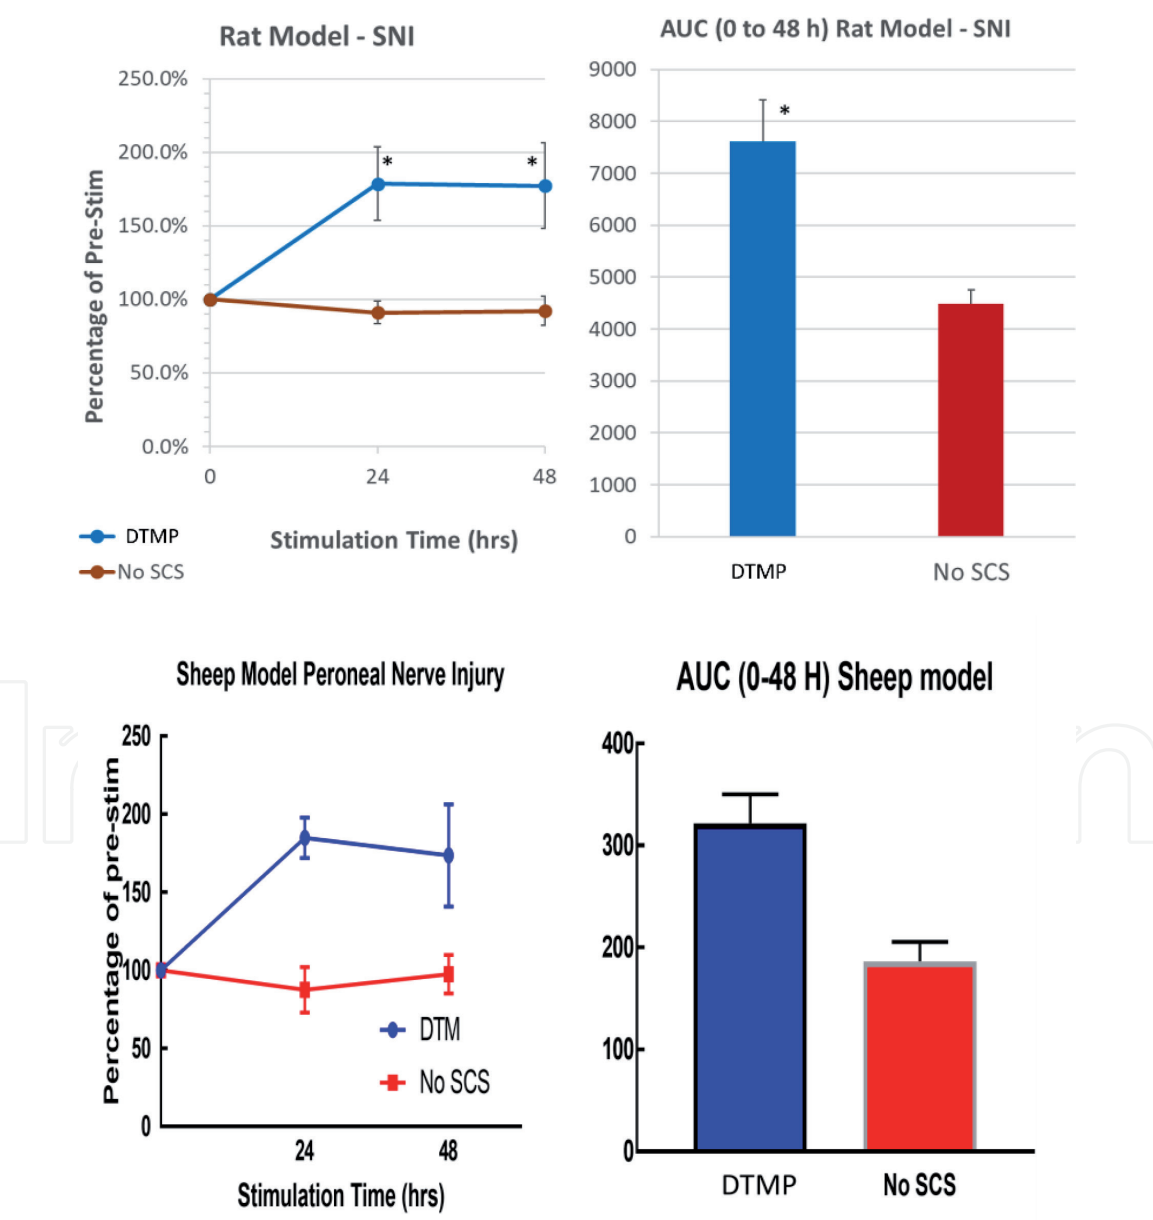 Rat Model - SNI
250.0%
200.0%
150.0%
100.0%
50.0%
0.0%
Percentage of Pre-Stim
*
*
0 24 48
Stimulation Time (hrs)
DTMP
No SCS
AUC (0 to 48 h) Rat Model - SNI
9000
8000
7000
6000
5000
4000
3000
2000
1000
0
*
DTMP No SCS
Sheep Model Peroneal Nerve Injury
250
200
150
100
50
0
Percentage of pre-stim
DTM
No SCS
24 48
Stimulation Time (hrs)
AUC (0-48 H) Sheep model
400
300
200
100
0
DTMP No SCS